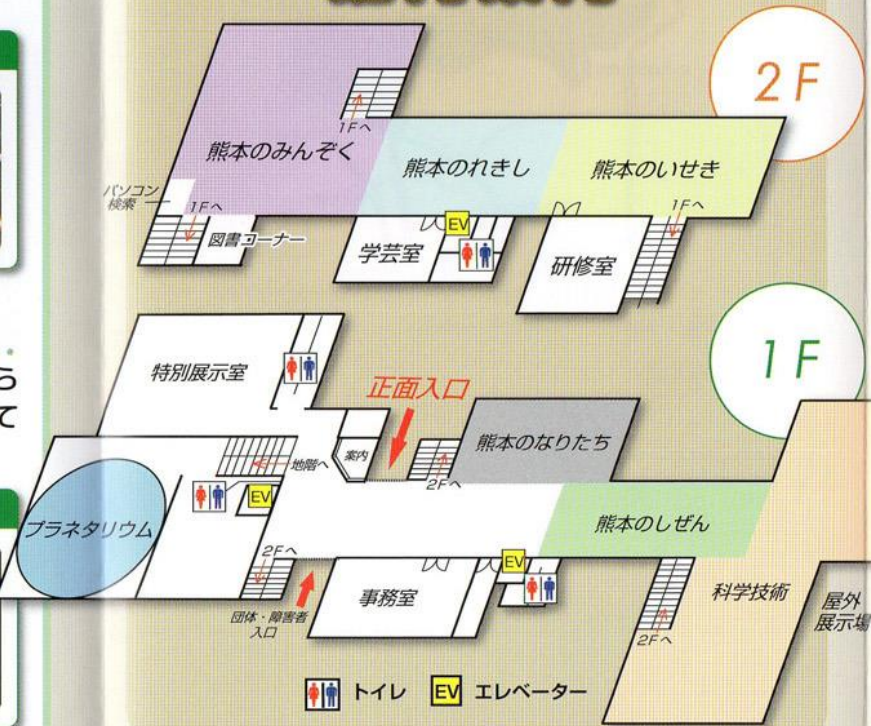 2F
1Fへ
熊本のみんぞく
熊本のれきし
熊本のいせき
パソコン
検索
1Fへ
図書コーナー
EV
学芸室
研修室
1Fへ
1F
特別展示室
正面入口
案内
地階へ
熊本のなりたち
2Fへ
EV
プラネタリウム
熊本のしぜん
2Fへ
EV
事務室
科学技術
屋外
展示場
団体・障害者
入口
2Fへ
トイレ
EV エレベーター
ら
て